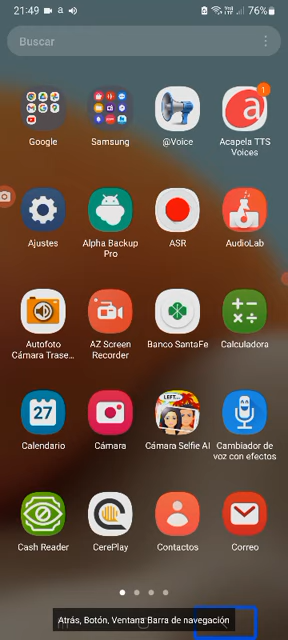 21:49 a 76%
Buscar
Google Samsung @Voice Acapela TTS Voices
1
a
Ajustes Alpha Backup Pro ASR AudioLab
Autofoto Cámara Trase... AZ Screen Recorder Banco SantaFe Calculadora
27
LEFT...
Calendario Cámara Cámara Selfie AI Cambiador de voz con efectos
Cash Reader CerePlay Contactos Correo
Atrás, Botón, Ventana Barra de navegación